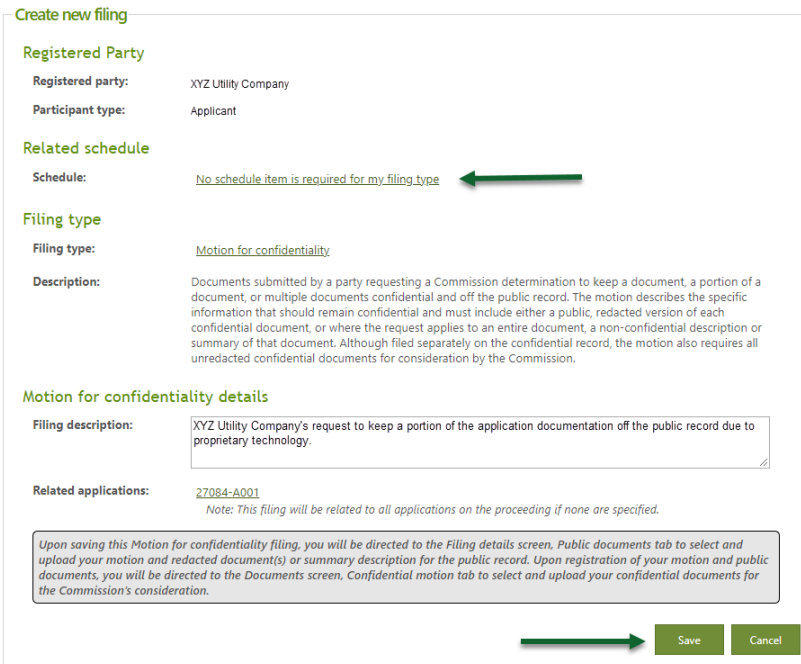 Create new filing
Registered Party
Registered party: XYZ Utility Company
Participant type: Applicant
Related schedule
Schedule: No schedule item is required for my filing type
Filing type
Filing type: Motion for confidentiality
Description: Documents submitted by a party requesting a Commission determination to keep a document, a portion of a
document, or multiple documents confidential and off the public record. The motion describes the specific
information that should remain confidential and must include either a public, redacted version of each
confidential document, or where the request applies to an entire document, a non-confidential description or
summary of that document. Although filed separately on the confidential record, the motion also requires all
unredacted confidential documents for consideration by the Commission.
Motion for confidentiality details
Filing description: XYZ Utility Company's request to keep a portion of the application documentation off the public record due to
proprietary technology.
Related applications: 27084-A001
Note: This filing will be related to all applications on the proceeding if none are specified.
Upon saving this Motion for confidentiality filing, you will be directed to the Filing details screen, Public documents tab to select and
upload your motion and redacted document(s) or summary description for the public record. Upon registration of your motion and public
documents, you will be directed to the Documents screen, Confidential motion tab to select and upload your confidential documents for
the Commission's consideration.
Save Cancel